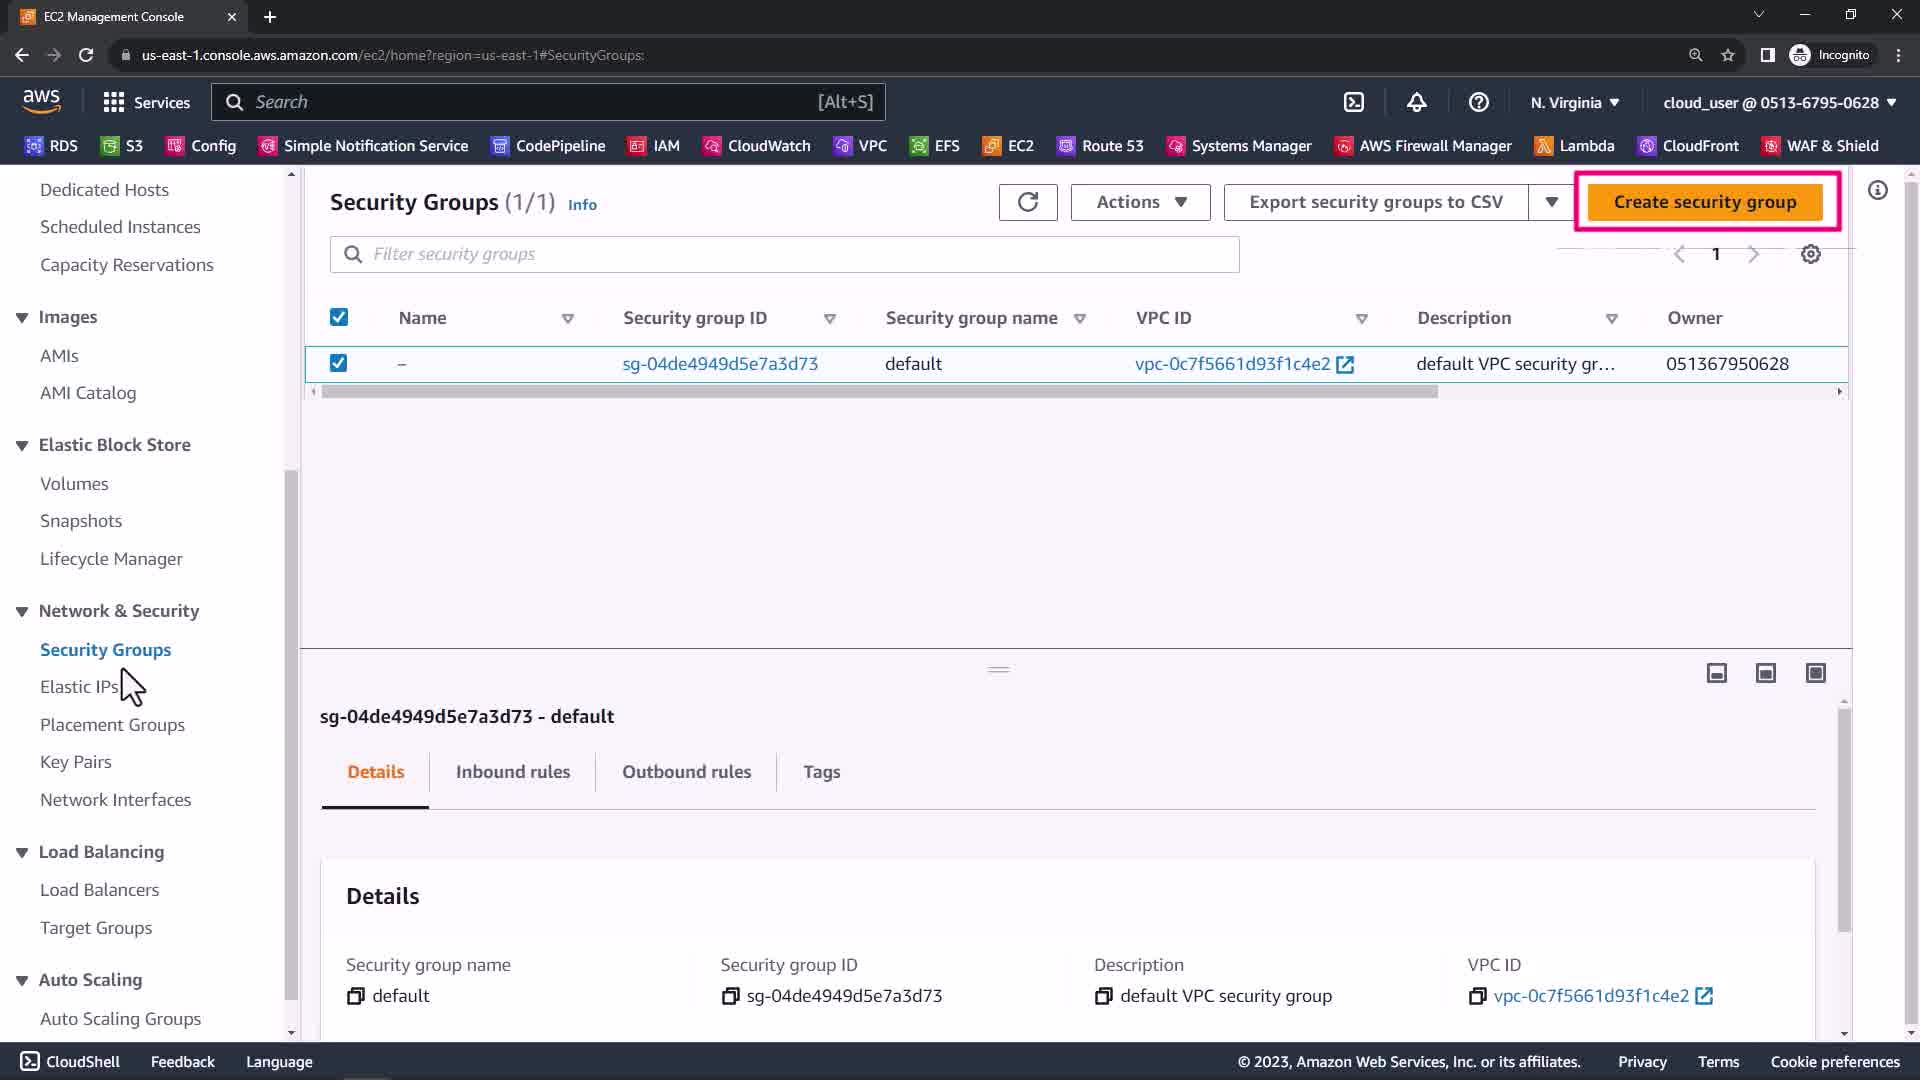 EC2 Management Console
us-east-1.console.aws.amazon.com/ec2/home?region=us-east-1#SecurityGroups:
Incognito
aws
Services
Search
[Alt+S]
N. Virginia
cloud_user @ 0513-6795-0628
RDS S3 Config Simple Notification Service CodePipeline IAM CloudWatch VPC EFS EC2 Route 53 Systems Manager AWS Firewall Manager Lambda CloudFront WAF & Shield
Dedicated Hosts
Scheduled Instances
Capacity Reservations
Images
AMIs
AMI Catalog
Elastic Block Store
Volumes
Snapshots
Lifecycle Manager
Network & Security
Security Groups
Elastic IPs
Placement Groups
Key Pairs
Network Interfaces
Load Balancing
Load Balancers
Target Groups
Auto Scaling
Auto Scaling Groups
Security Groups (1/1) Info
Actions
Export security groups to CSV
Create security group
Filter security groups
1
Name Security group ID Security group name VPC ID Description Owner
– sg-04de4949d5e7a3d73 default vpc-0c7f5661d93f1c4e2 default VPC security gr... 051367950628
sg-04de4949d5e7a3d73 - default
Details Inbound rules Outbound rules Tags
Details
Security group name Security group ID Description VPC ID
default sg-04de4949d5e7a3d73 default VPC security group vpc-0c7f5661d93f1c4e2
CloudShell Feedback Language
© 2023, Amazon Web Services, Inc. or its affiliates. Privacy Terms Cookie preferences